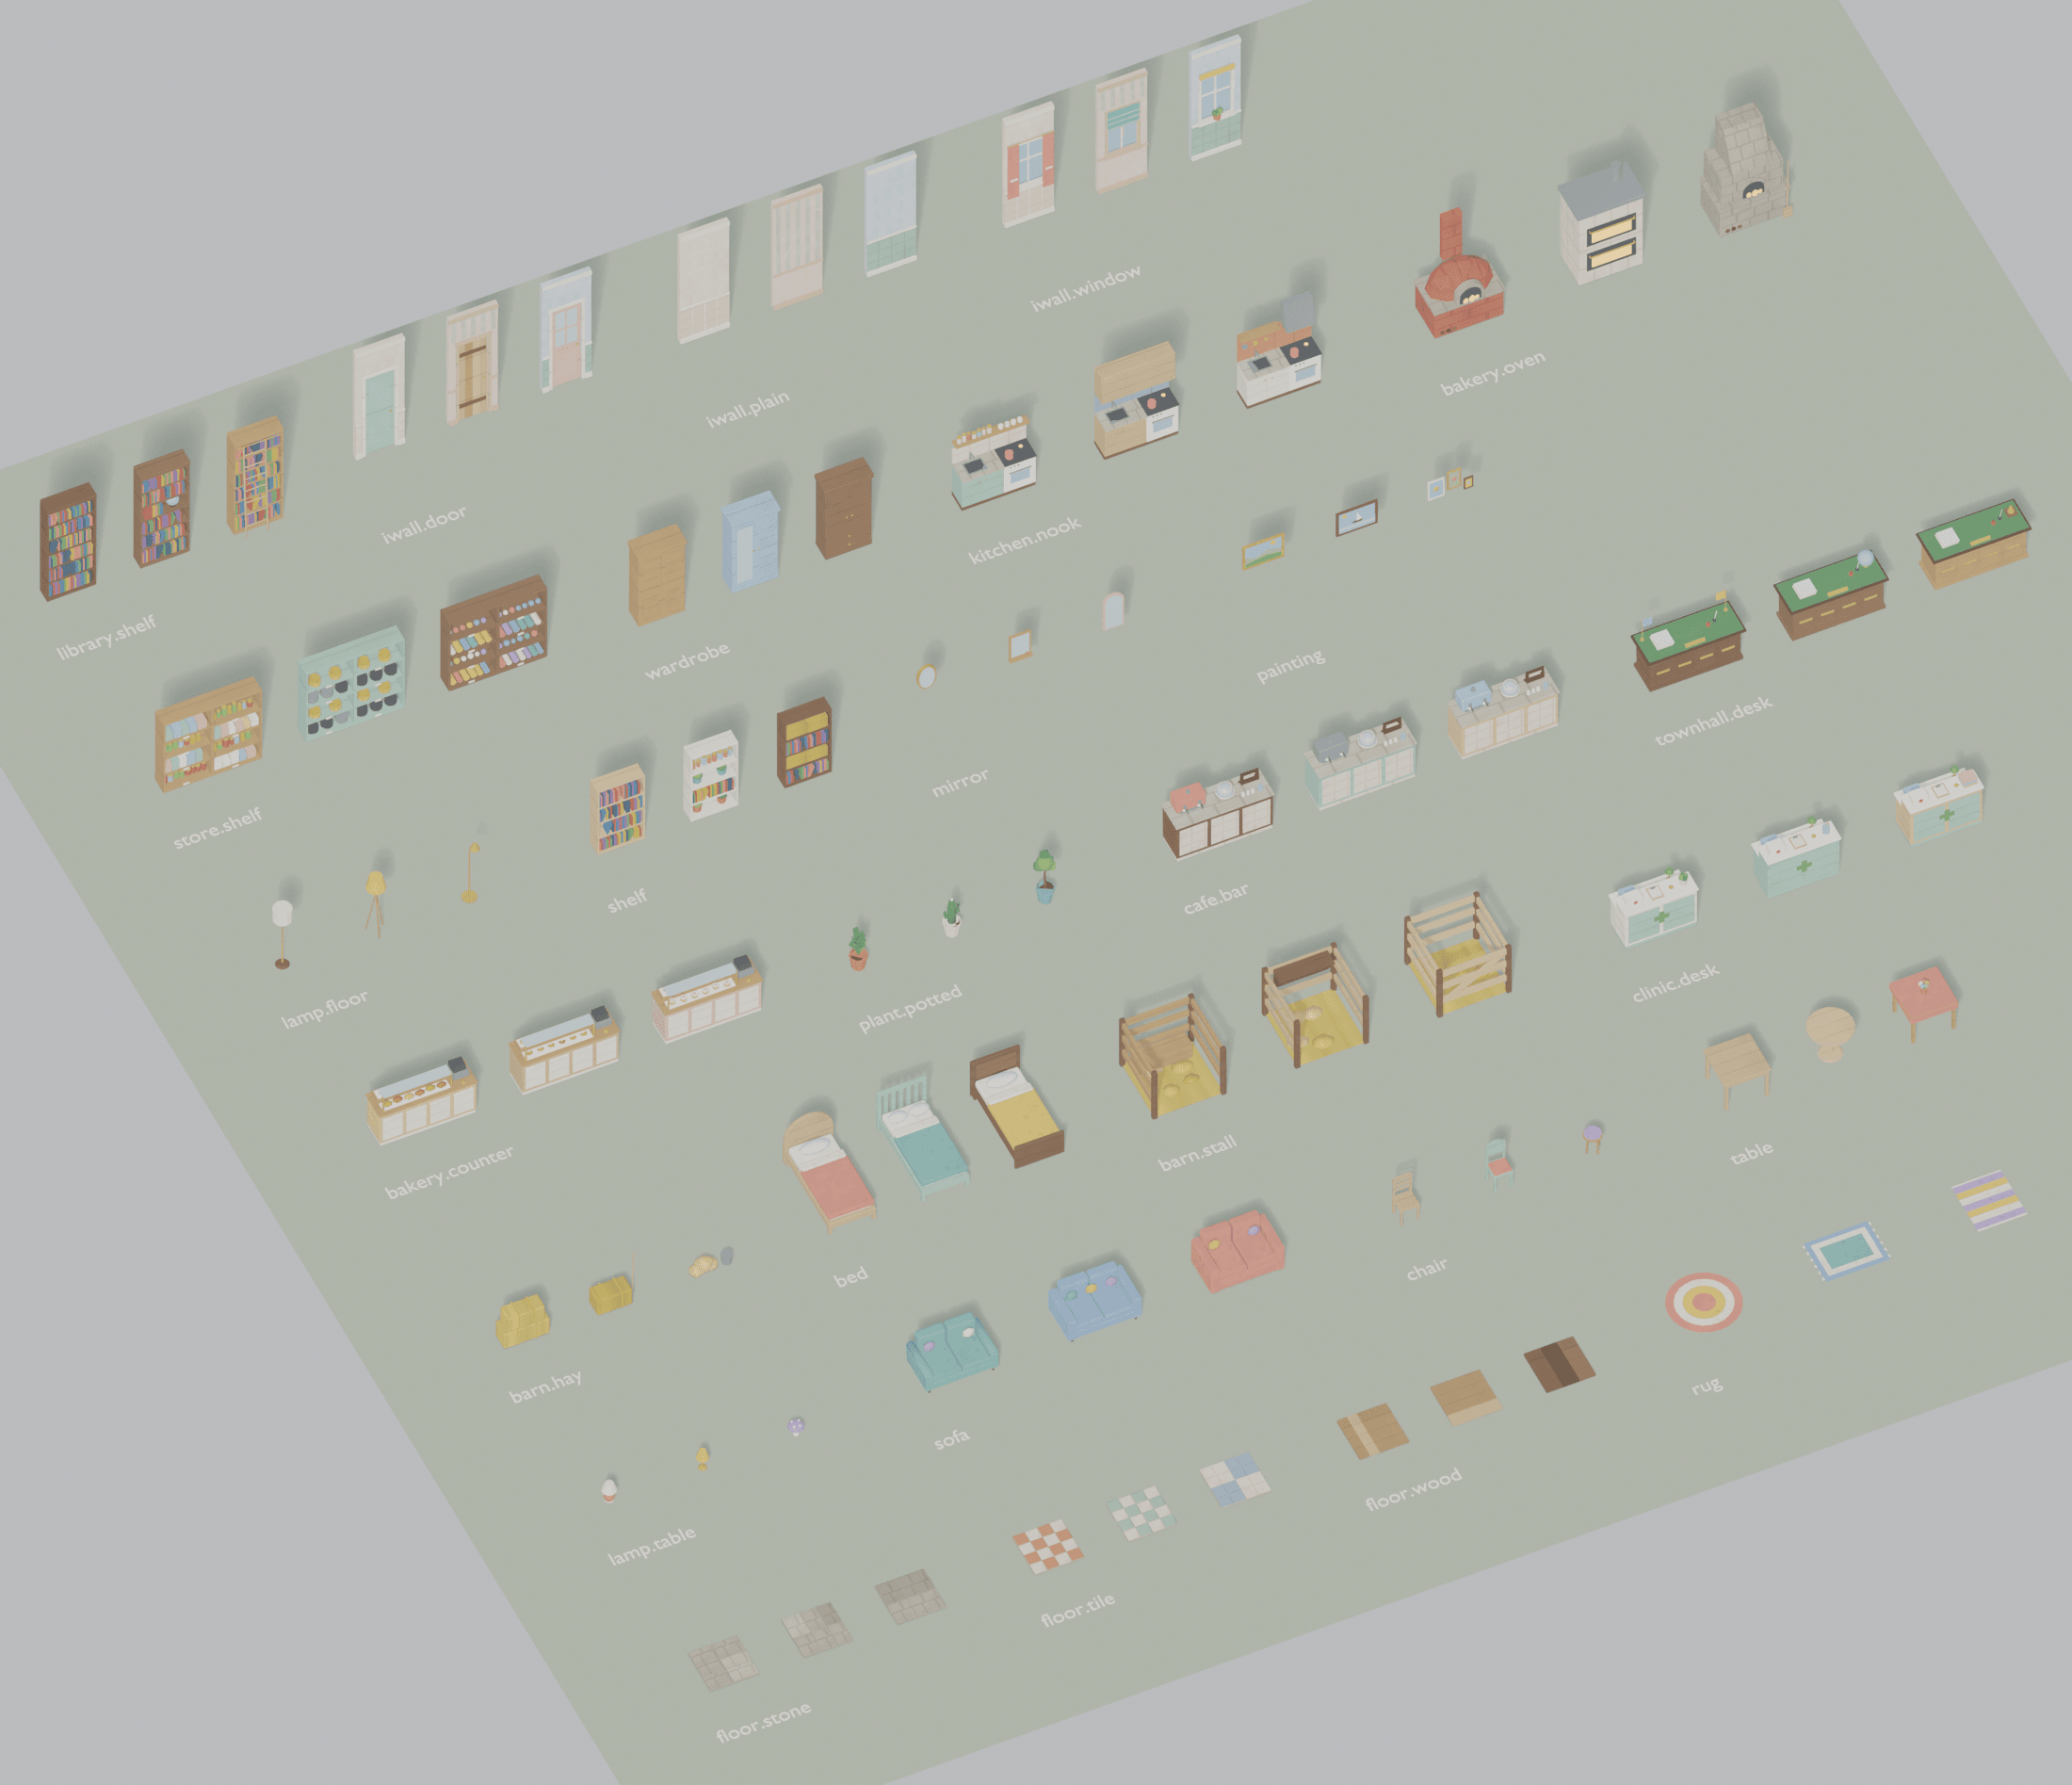 library.shelf
iwall.door
iwall.plain
iwall.window
store.shelf
wardrobe
kitchen.nook
bakery.oven
lamp.floor
shelf
mirror
painting
bakery.counter
plant.potted
cafe.bar
townhall.desk
barn.hay
bed
barn.stall
clinic.desk
lamp.table
sofa
chair
table
floor.stone
floor.tile
floor.wood
rug